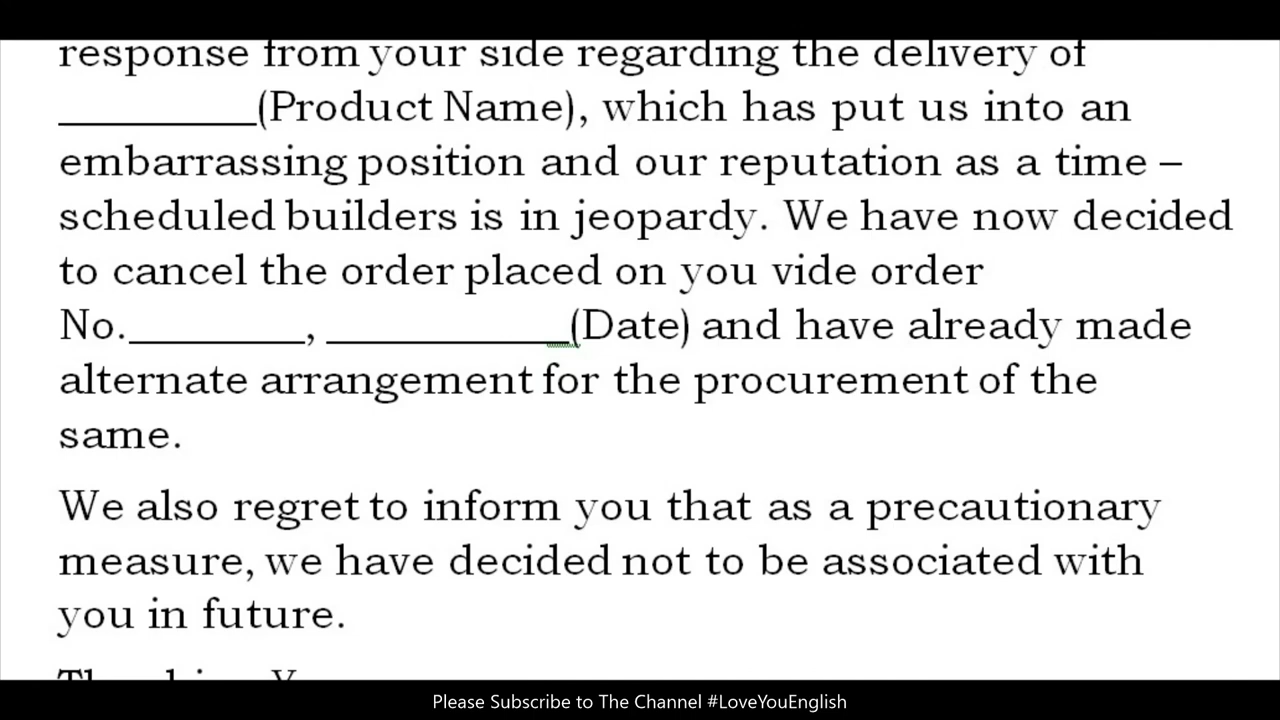 response from your side regarding the delivery of
_________(Product Name), which has put us into an
embarrassing position and our reputation as a time –
scheduled builders is in jeopardy. We have now decided
to cancel the order placed on you vide order
No.________, ___________(Date) and have already made
alternate arrangement for the procurement of the
same.
We also regret to inform you that as a precautionary
measure, we have decided not to be associated with
you in future.
Please Subscribe to The Channel #LoveYouEnglish